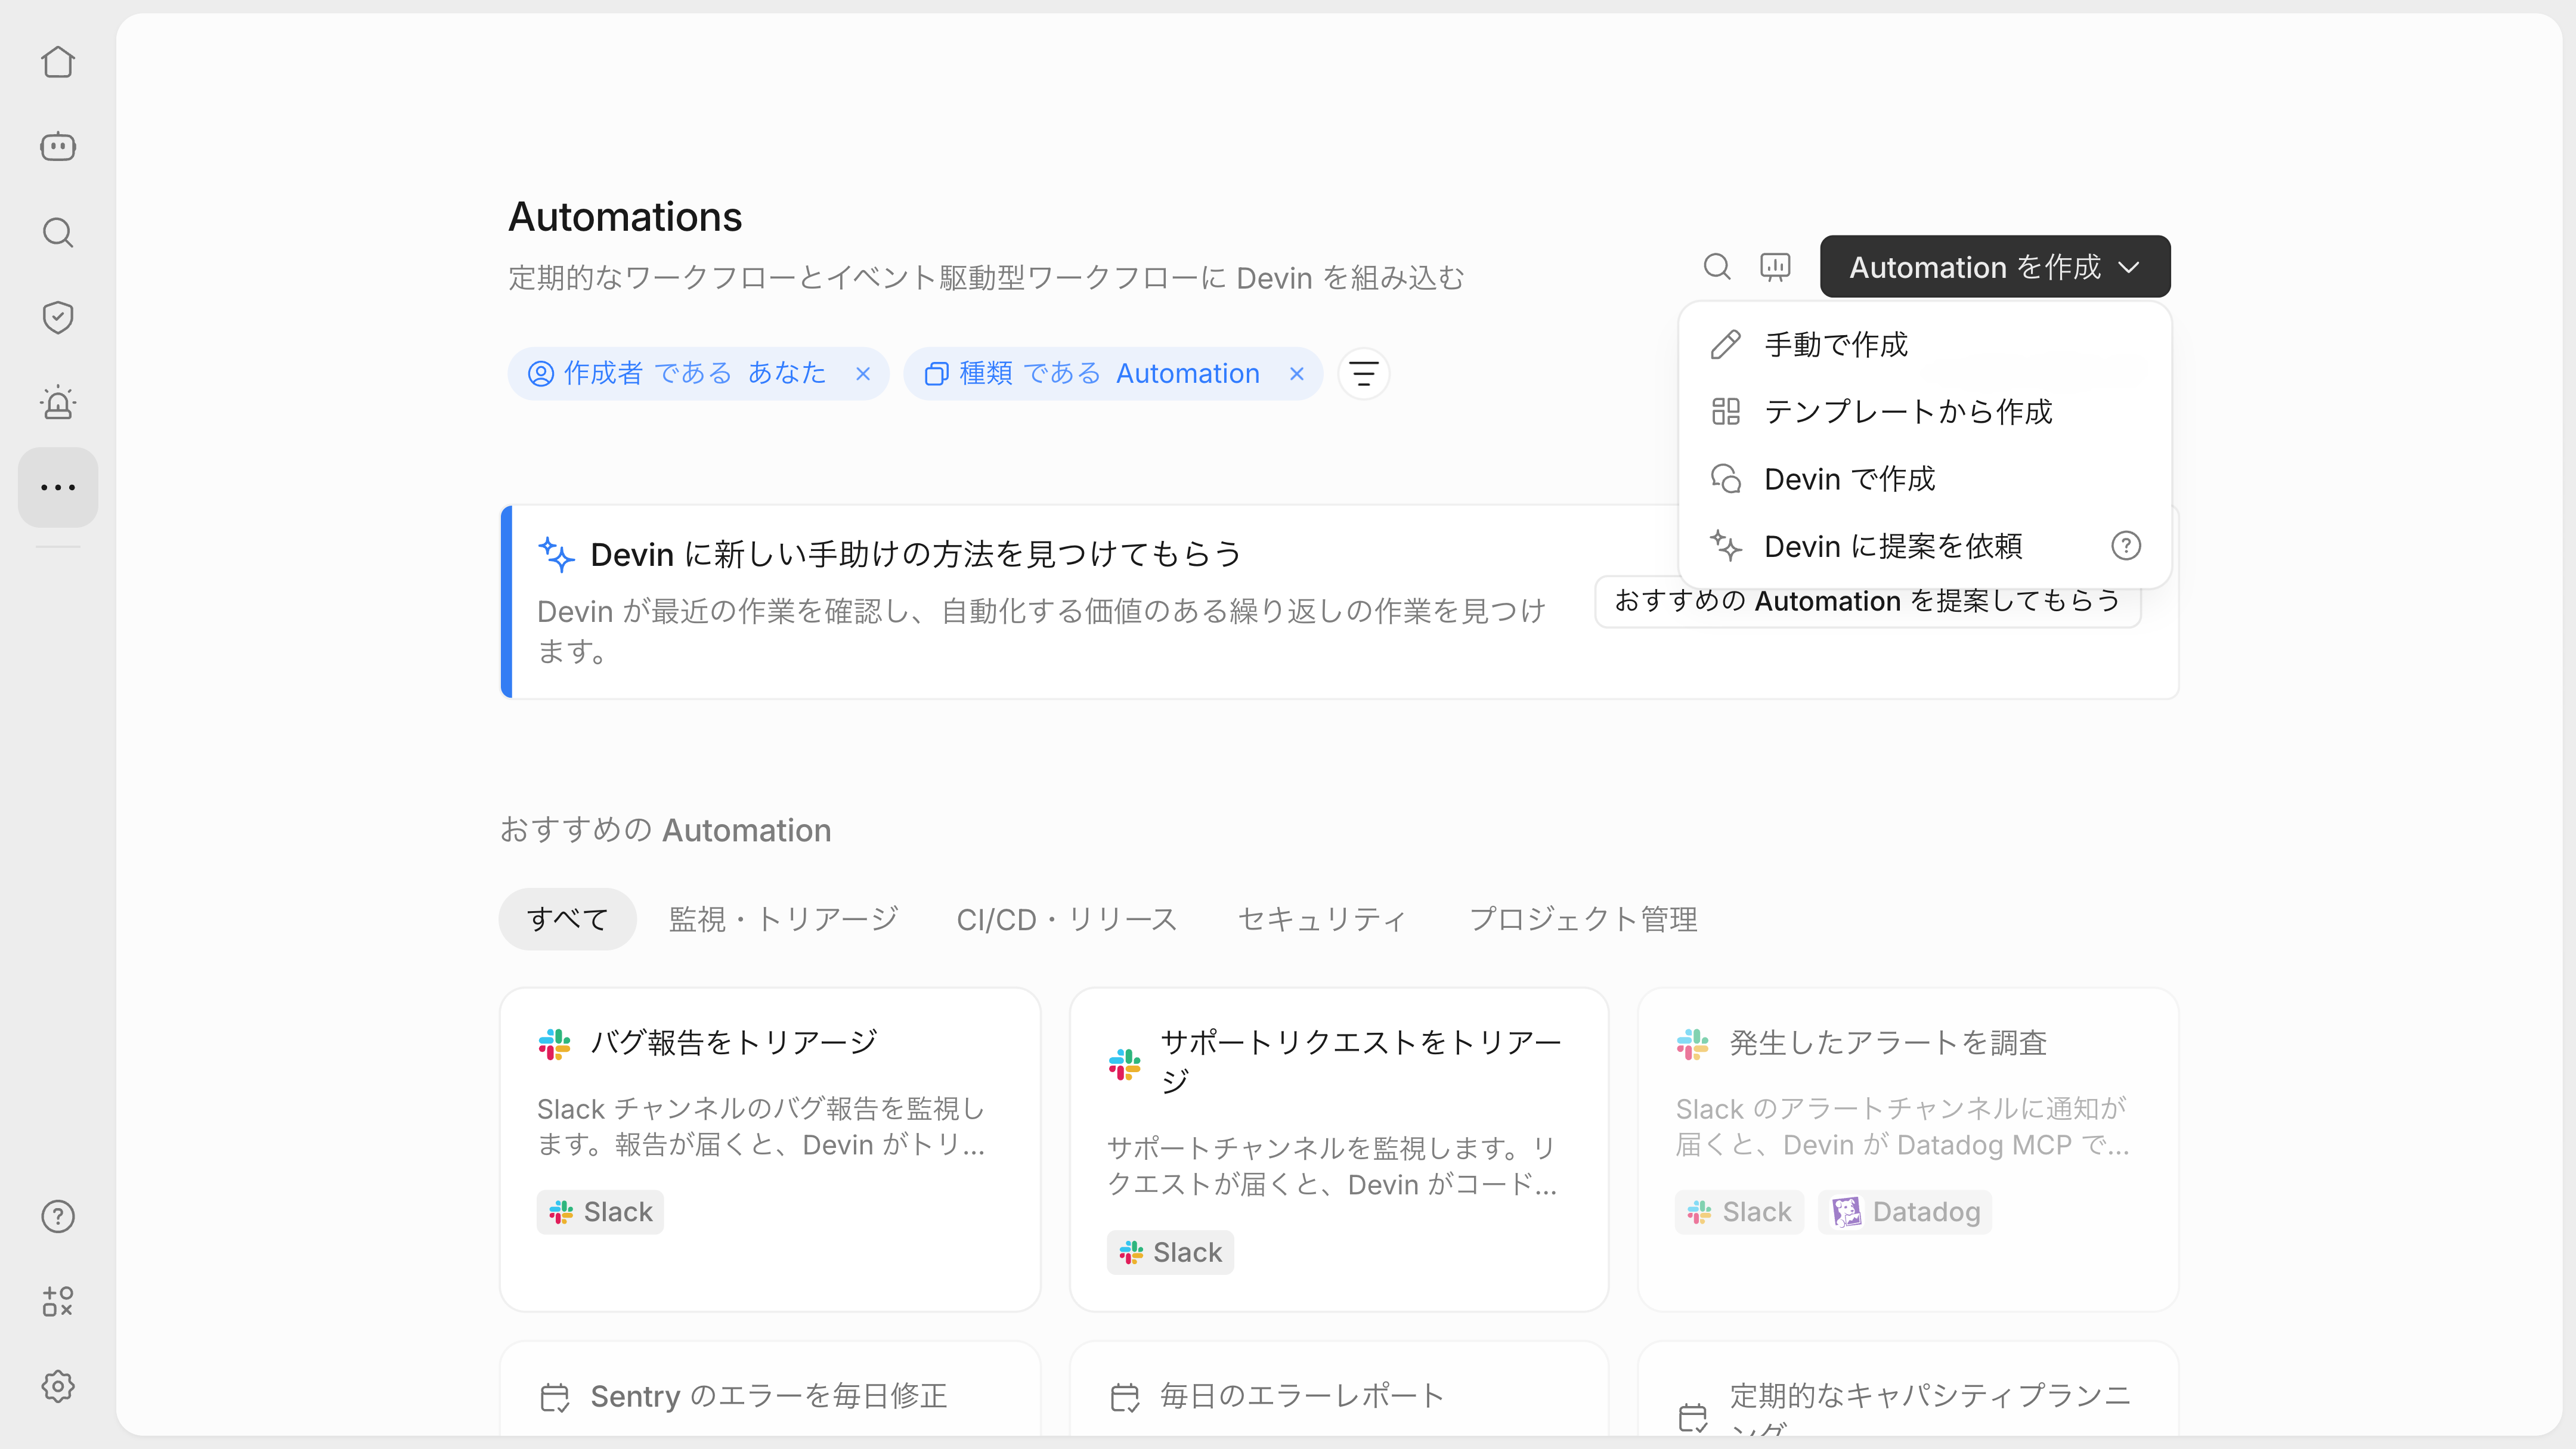 Automations
定期的なワークフローとイベント駆動型ワークフローに Devin を組み込む
Automation を作成
作成者 である あなた ×
種類 である Automation ×
手動で作成
テンプレートから作成
Devin で作成
Devin に提案を依頼
Devin に新しい手助けの方法を見つけてもらう
Devin が最近の作業を確認し、自動化する価値のある繰り返しの作業を見つけ
ます。
おすすめの Automation を提案してもらう
おすすめの Automation
すべて
監視・トリアージ
CI/CD・リリース
セキュリティ
プロジェクト管理
バグ報告をトリアージ
Slack チャンネルのバグ報告を監視し
ます。報告が届くと、Devin がトリ...
Slack
サポートリクエストをトリアー
ジ
サポートチャンネルを監視します。リ
クエストが届くと、Devin がコード...
Slack
発生したアラートを調査
Slack のアラートチャンネルに通知が
届くと、Devin が Datadog MCP で...
Slack
Datadog
Sentry のエラーを毎日修正
毎日のエラーレポート
定期的なキャパシティプランニ
ング